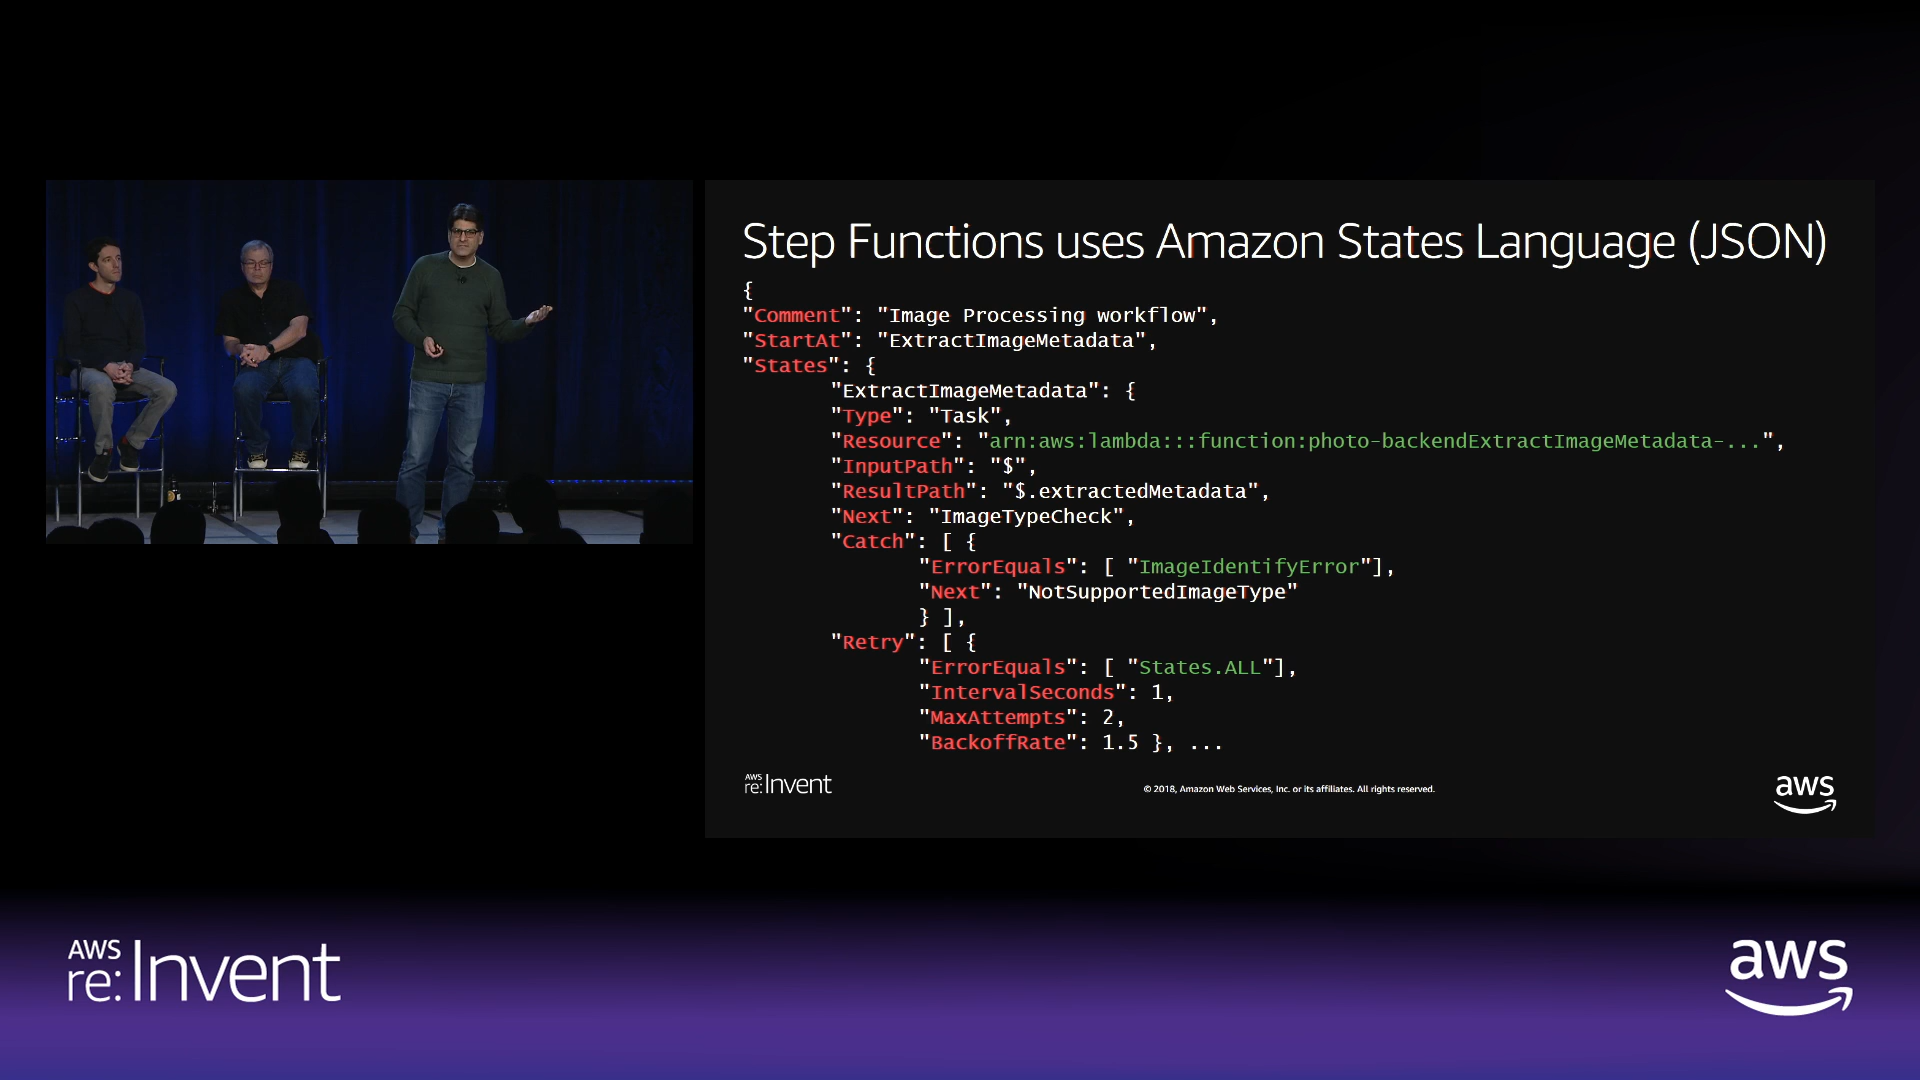 Step Functions uses Amazon States Language (JSON)
{
"Comment": "Image Processing workflow",
"StartAt": "ExtractImageMetadata",
"States": {
"ExtractImageMetadata": {
"Type": "Task",
"Resource": "arn:aws:lambda:::function:photo-backendExtractImageMetadata-...",
"InputPath": "$",
"ResultPath": "$.extractedMetadata",
"Next": "ImageTypeCheck",
"Catch": [ {
"ErrorEquals": [ "ImageIdentifyError"],
"Next": "NotSupportedImageType"
} ],
"Retry": [ {
"ErrorEquals": [ "States.ALL"],
"IntervalSeconds": 1,
"MaxAttempts": 2,
"BackoffRate": 1.5 }, ...
AWS
re:Invent
© 2018, Amazon Web Services, Inc. or its affiliates. All rights reserved.
aws
AWS
re:Invent
aws